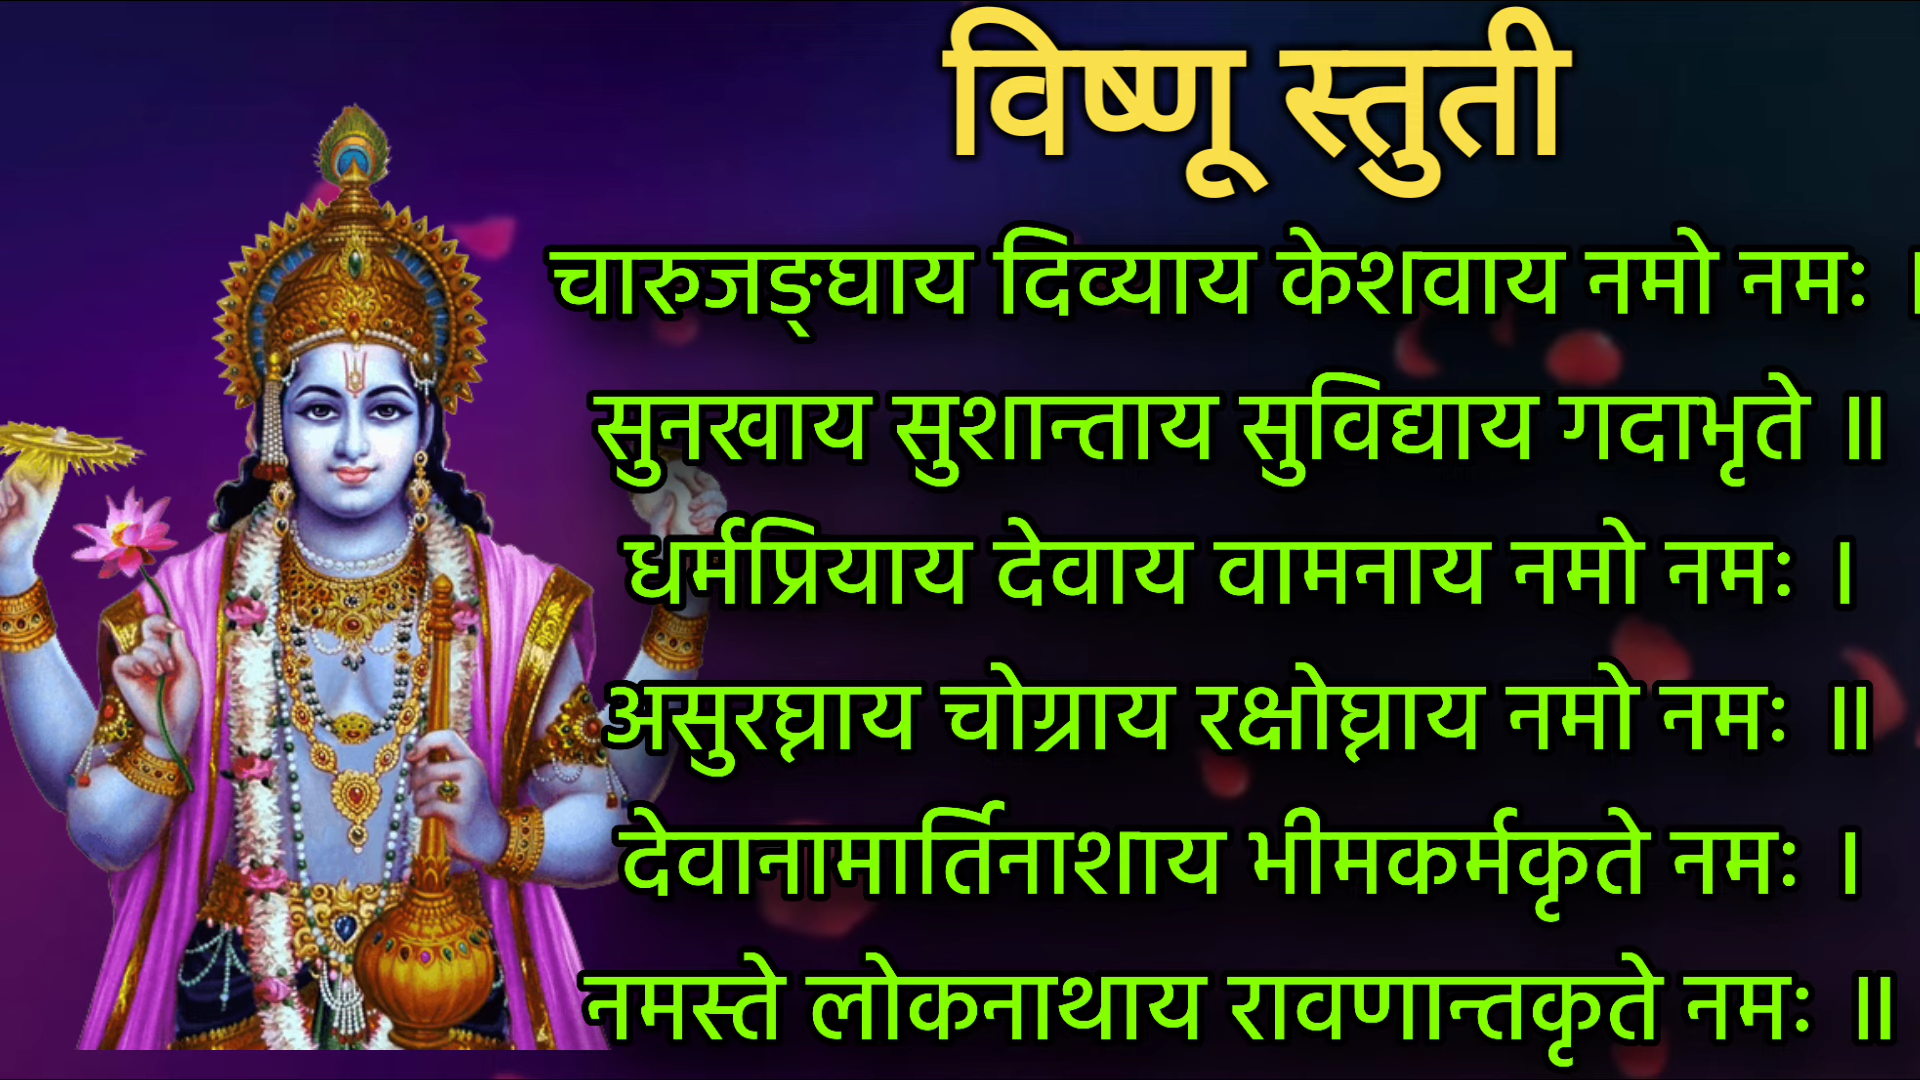 विष्णू स्तुती
चारुजङ्घाय दिव्याय केशवाय नमो नमः ।
सुनखाय सुशान्ताय सुविद्याय गदाभृते ॥
धर्मप्रियाय देवाय वामनाय नमो नमः ।
असुरघ्नाय चोग्राय रक्षोघ्नाय नमो नमः ॥
देवानामार्तिनाशाय भीमकर्मकृते नमः ।
नमस्ते लोकनाथाय रावणान्तकृते नमः ॥